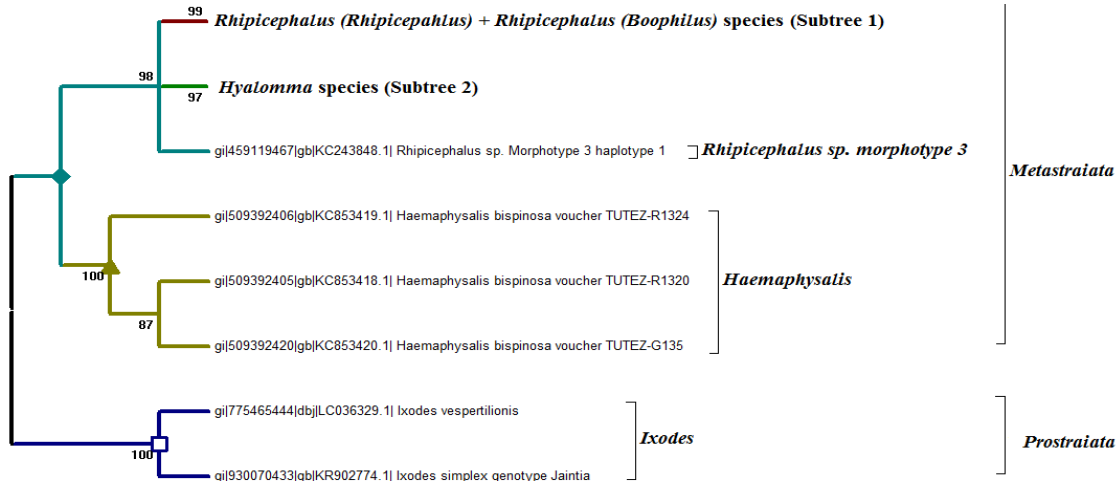 99
Rhipicephalus (Rhipicepahlus) + Rhipicephalus (Boophilus) species (Subtree 1)
98
Hyalomma species (Subtree 2)
97
gi|459119467|gb|KC243848.1| Rhipicephalus sp. Morphotype 3 haplotype 1
Rhipicephalus sp. morphotype 3
Metastraiata
gi|509392406|gb|KC853419.1| Haemaphysalis bispinosa voucher TUTEZ-R1324
100
gi|509392405|gb|KC853418.1| Haemaphysalis bispinosa voucher TUTEZ-R1320
Haemaphysalis
87
gi|509392420|gb|KC853420.1| Haemaphysalis bispinosa voucher TUTEZ-G135
gi|775465444|dbj|LC036329.1| Ixodes vespertilionis
Ixodes
Prostraiata
100
gi|930070433|gb|KR902774.1| Ixodes simplex genotype Jaintia